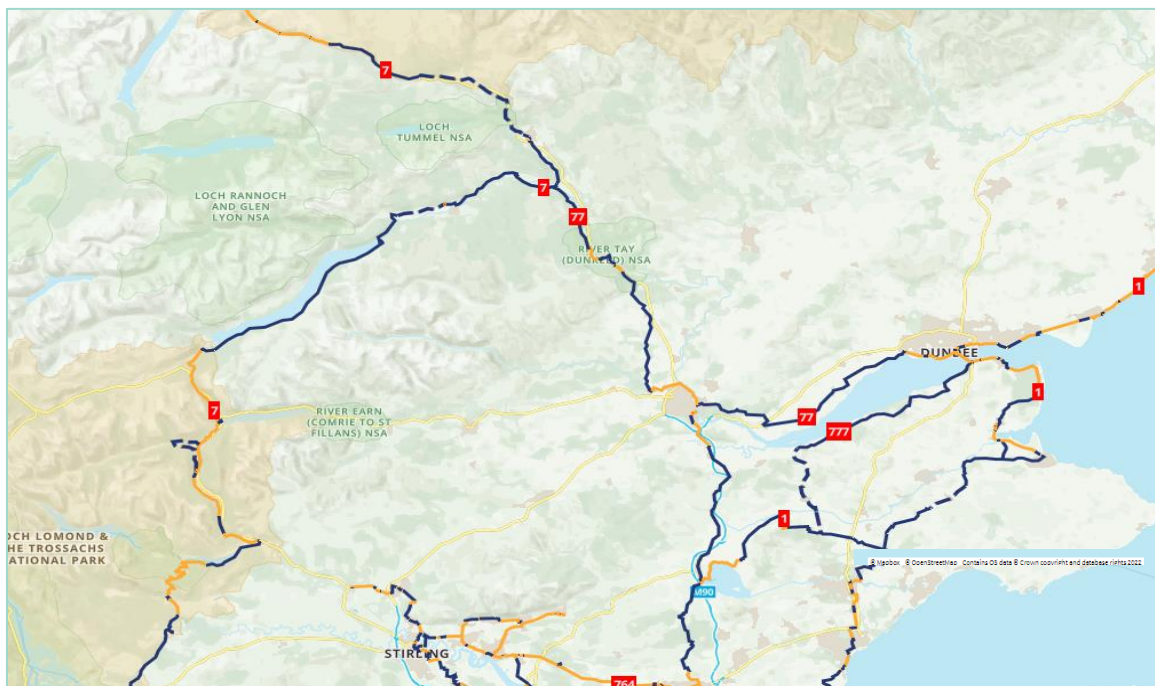 7
LOCH
TUMMEL NSA
LOCH RANNOCH
AND GLEN
LYON NSA
7
77
RIVER TAY
(DUNKELD) NSA
1
DUNDEE
1
7
RIVER EARN
(COMRIE TO ST
FILLANS) NSA
77
777
1
OCH LOMOND &
HE TROSSACHS
NATIONAL PARK
© Mapbox © OpenStreetMap Contains OS data © Crown copyright and database rights 2022
M90
STIRLING
764